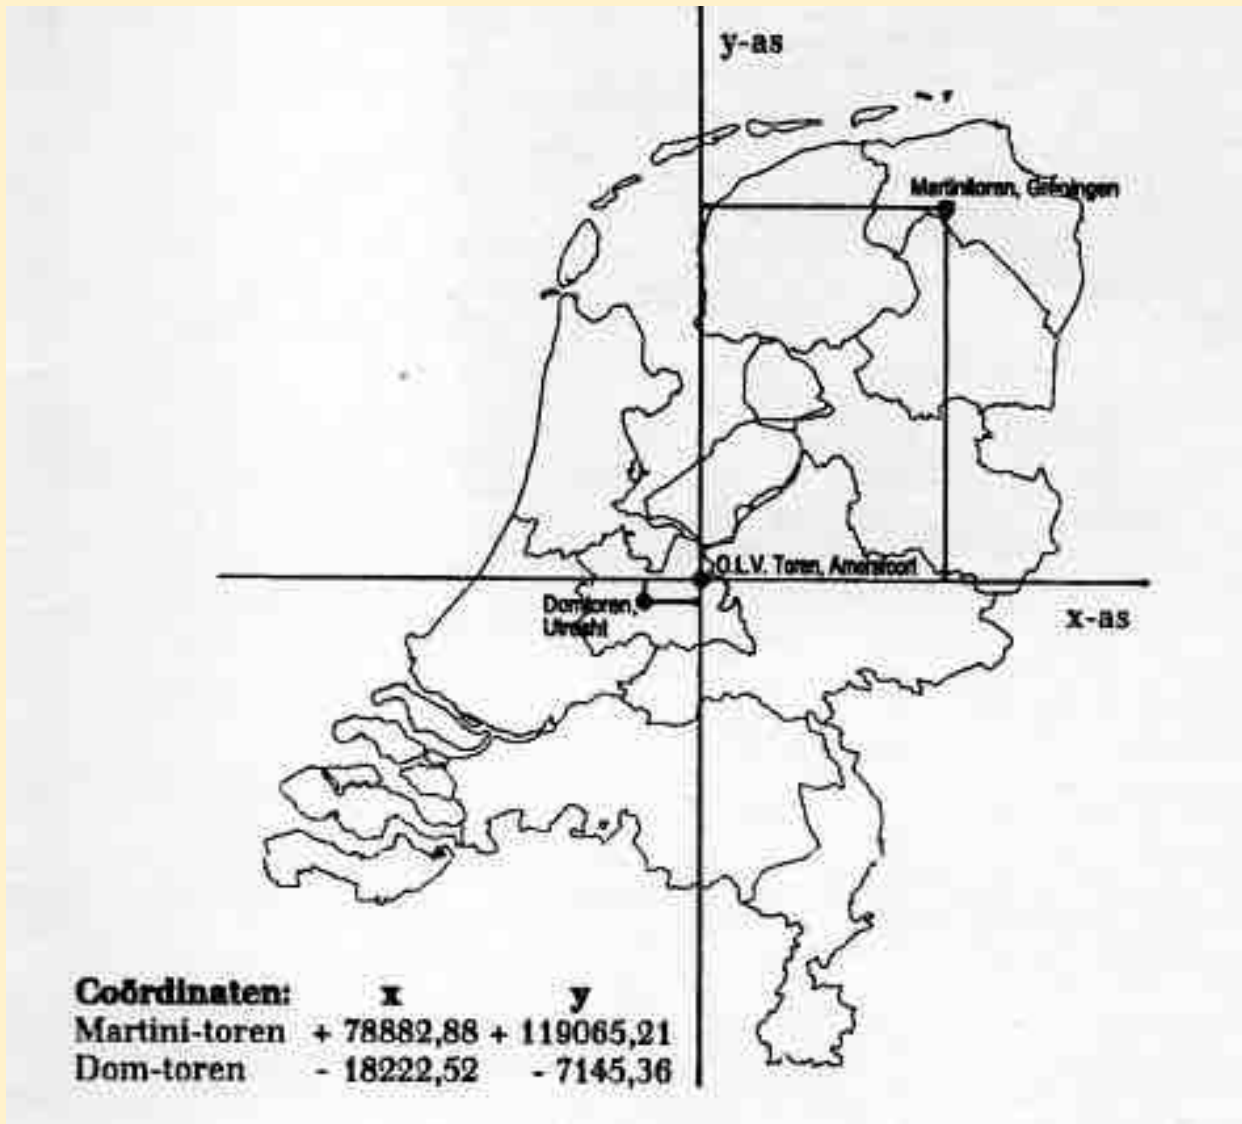 y-as
Martinitoren, Groningen
O.L.V. Toren, Amersfoort
Domtoren,
Utrecht
x-as
Coördinaten: x y
Martini-toren + 78882,88 + 119065,21
Dom-toren - 18222,52 - 7145,36